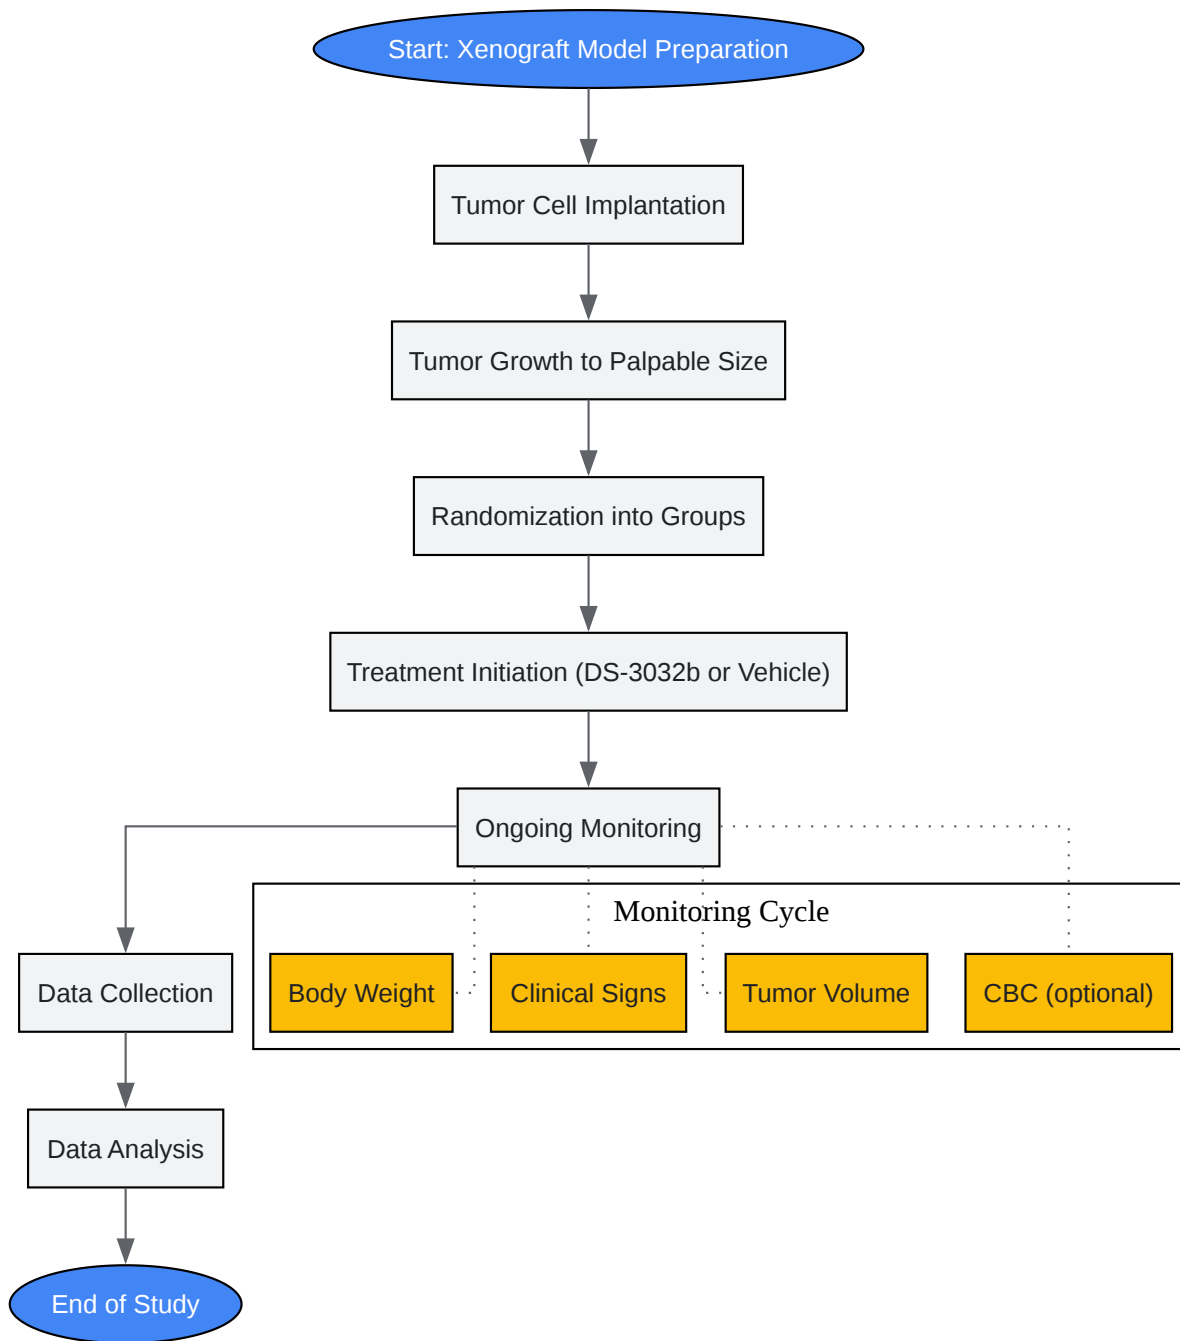 Start: Xenograft Model Preparation
Tumor Cell Implantation
Tumor Growth to Palpable Size
Randomization into Groups
Treatment Initiation (DS-3032b or Vehicle)
Ongoing Monitoring
Monitoring Cycle
Data Collection
Body Weight
Clinical Signs
Tumor Volume
CBC (optional)
Data Analysis
End of Study